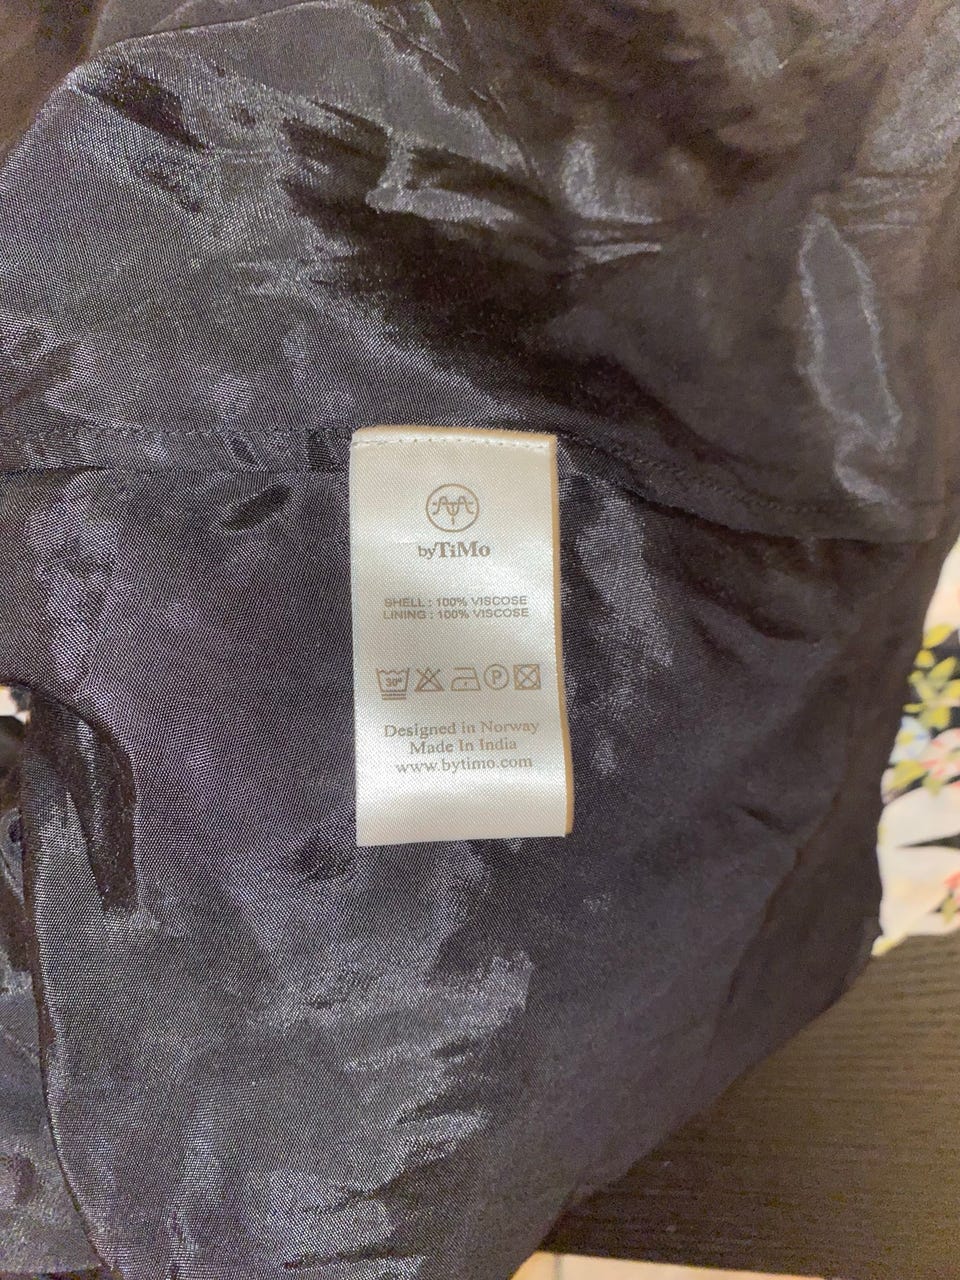 byTiMo
SHELL : 100% VISCOSE
LINING : 100% VISCOSE
30° P
Designed in Norway
Made In India
www.bytimo.com